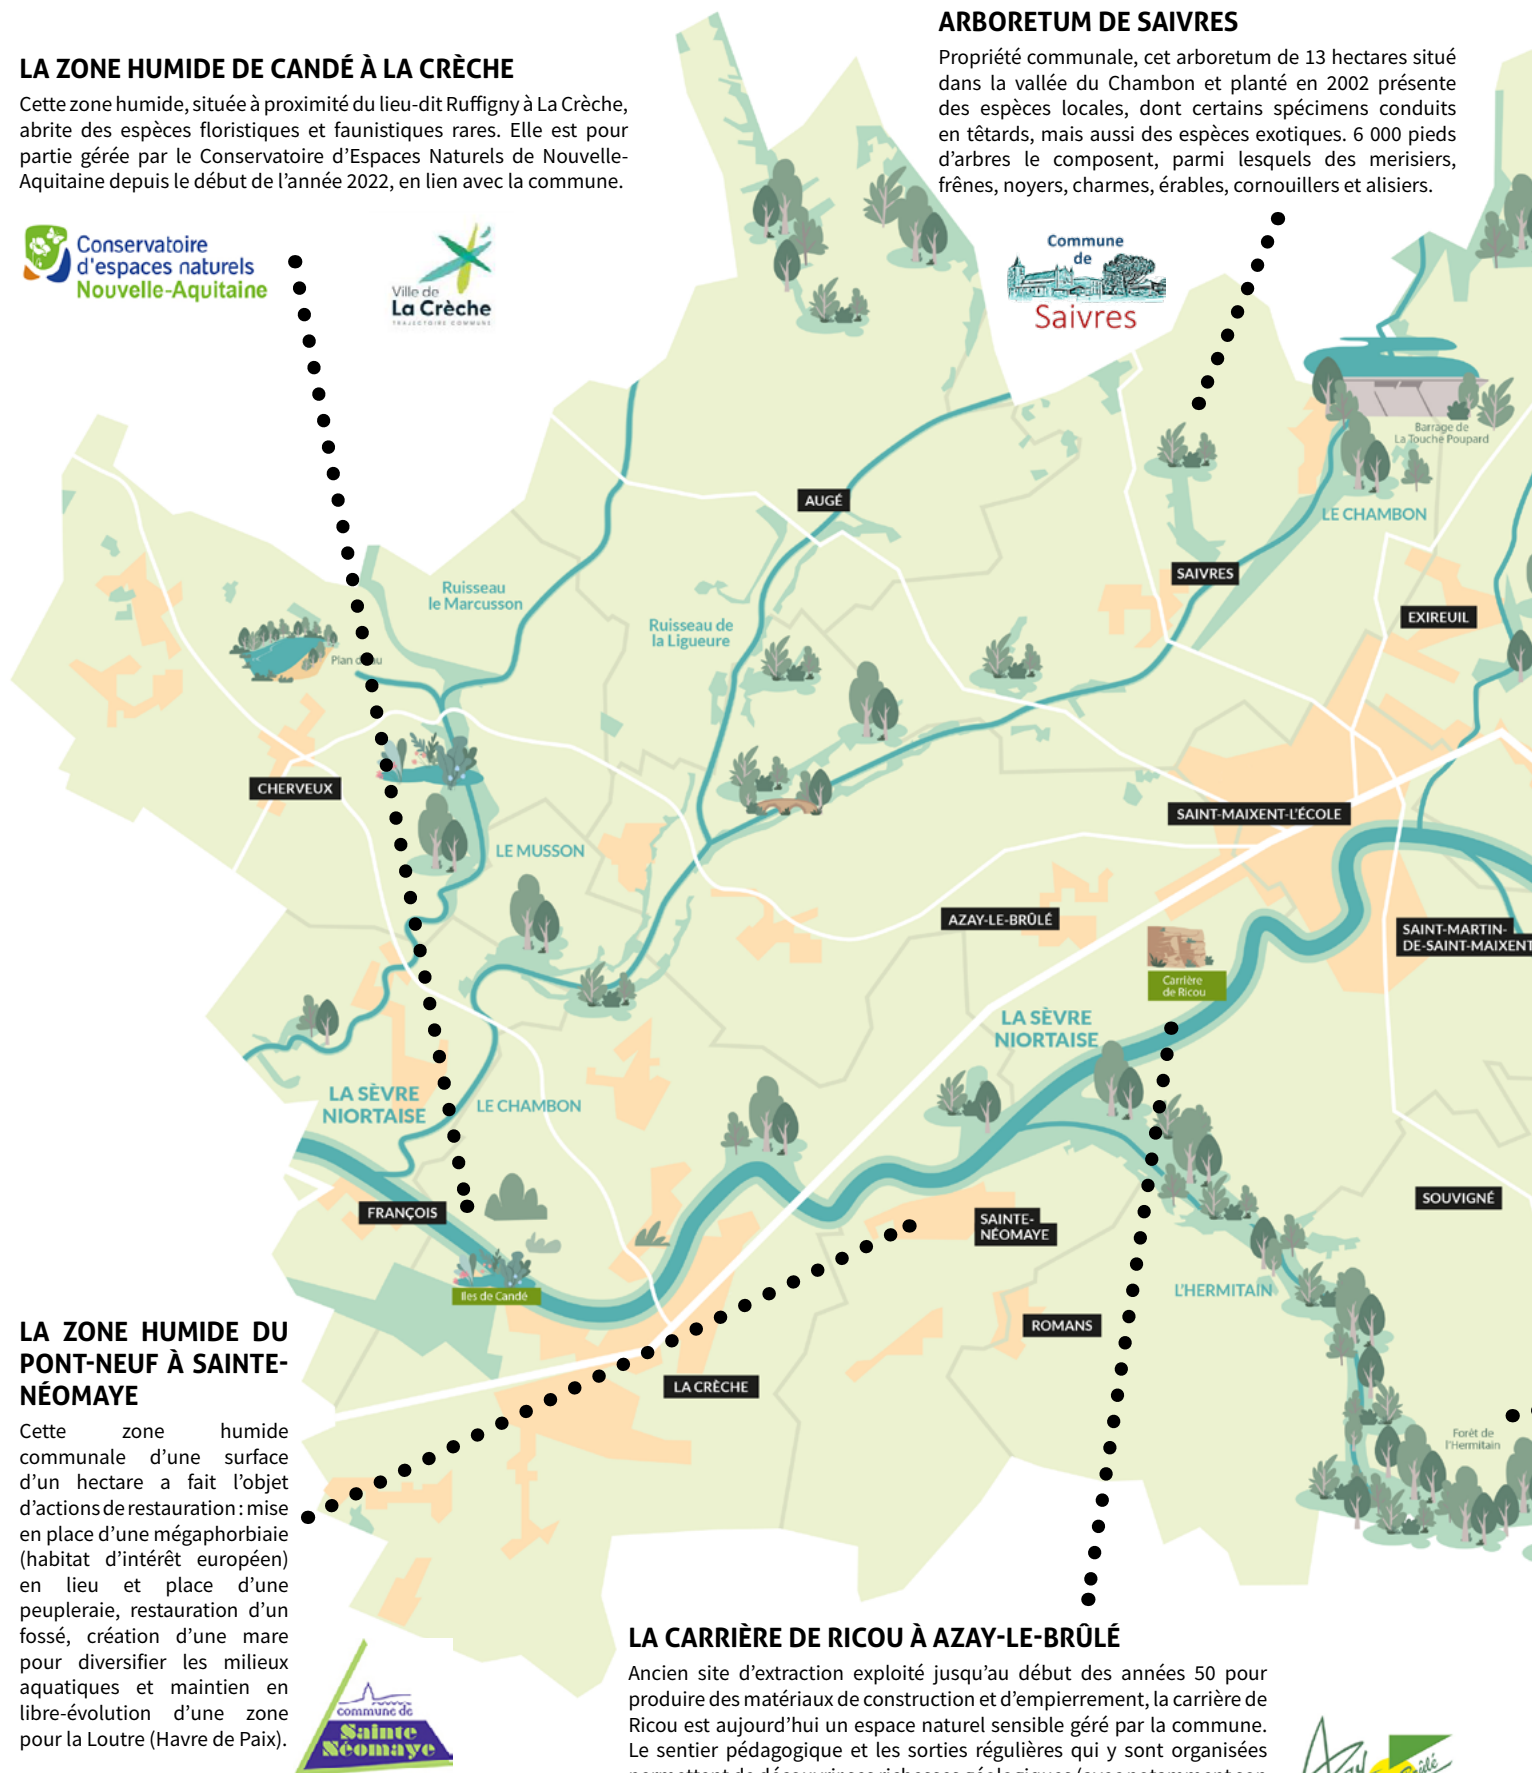 LA ZONE HUMIDE DE CANDÉ À LA CRÈCHE
Cette zone humide, située à proximité du lieu-dit Ruffigny à La Crèche,
abrite des espèces floristiques et faunistiques rares. Elle est pour
partie gérée par le Conservatoire d'Espaces Naturels de Nouvelle-
Aquitaine depuis le début de l'année 2022, en lien avec la commune.
Conservatoire
d'espaces naturels
Nouvelle-Aquitaine
Ville de
La Crèche
TRAJECTOIRE COMMUNE
ARBORETUM DE SAIVRES
Propriété communale, cet arboretum de 13 hectares situé
dans la vallée du Chambon et planté en 2002 présente
des espèces locales, dont certains spécimens conduits
en têtards, mais aussi des espèces exotiques. 6 000 pieds
d'arbres le composent, parmi lesquels des merisiers,
frênes, noyers, charmes, érables, cornouillers et alisiers.
Commune
de
Saivres
Barrage de
La Touche Poupard
LE CHAMBON
AUGÉ
SAIVRES
EXIREUIL
Ruisseau
le Marcusson
Ruisseau de
la Ligueure
Plan
CHERVEUX
LE MUSSON
SAINT-MAIXENT-L'ÉCOLE
AZAY-LE-BRÛLÉ
SAINT-MARTIN-
DE-SAINT-MAIXENT
Carrière
de Ricou
LA SÈVRE
NIORTAISE
LA SÈVRE
NIORTAISE
LE CHAMBON
FRANÇOIS
SAINTE-
NÉOMAYE
SOUVIGNÉ
Iles de Candé
L'HERMITAIN
ROMANS
LA CRÈCHE
Forêt de
l'Hermitain
LA ZONE HUMIDE DU
PONT-NEUF À SAINTE-
NÉOMAYE
Cette zone humide
communale d'une surface
d'un hectare a fait l'objet
d'actions de restauration : mise
en place d'une mégaphorbiaie
(habitat d'intérêt européen)
en lieu et place d'une
peupleraie, restauration d'un
fossé, création d'une mare
pour diversifier les milieux
aquatiques et maintien en
libre-évolution d'une zone
pour la Loutre (Havre de Paix).
commune de
Sainte
Néomaye
LA CARRIÈRE DE RICOU À AZAY-LE-BRÛLÉ
Ancien site d'extraction exploité jusqu'au début des années 50 pour
produire des matériaux de construction et d'empierrement, la carrière de
Ricou est aujourd'hui un espace naturel sensible géré par la commune.
Le sentier pédagogique et les sorties régulières qui y sont organisées
Azay
Brûlé